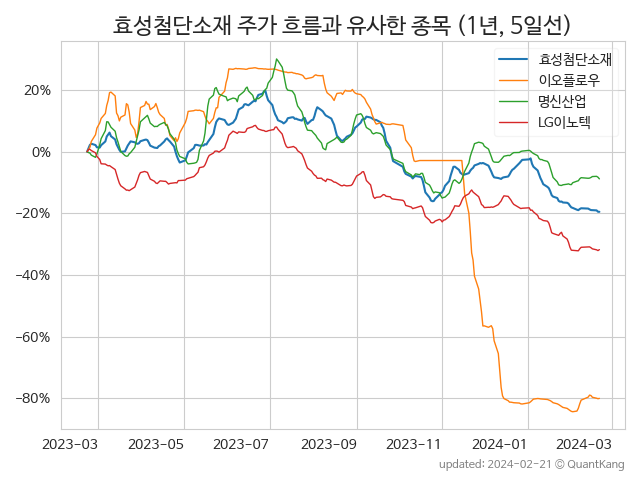 효성첨단소재 주가 흐름과 유사한 종목 (1년, 5일선)
효성첨단소재
이오플로우
명신산업
LG이노텍
20%
0%
−20%
−40%
−60%
−80%
2023-03 2023-05 2023-07 2023-09 2023-11 2024-01 2024-03
updated: 2024-02-21 © QuantKang